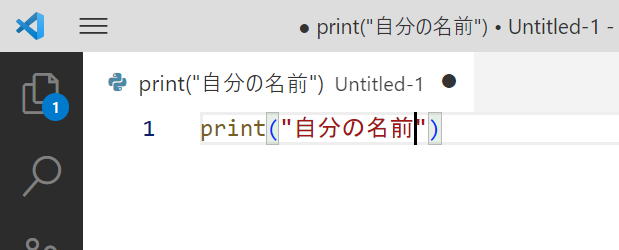 ● print("自分の名前") • Untitled-1 -
print("自分の名前") Untitled-1 ●
1
1 print("自分の名前")